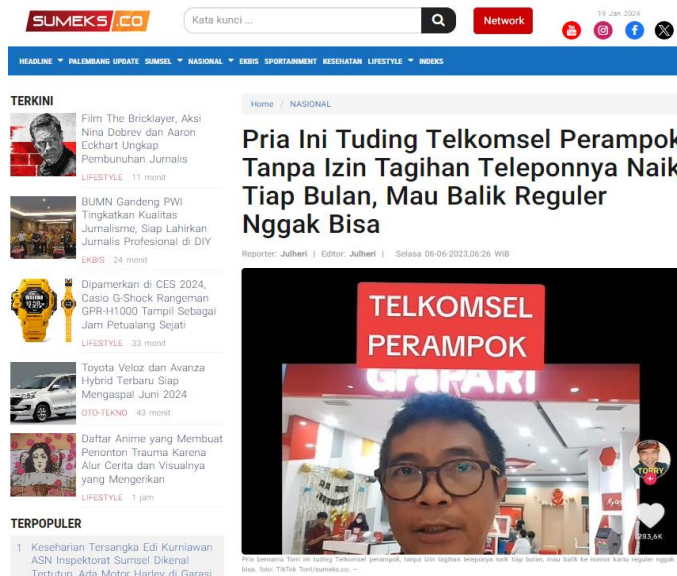 SUMEKS.CO
Kata kunci ...
Network
19 Jan 2024
HEADLINE PALEMBANG UPDATE SUMSEL NASIONAL EKBIS SPORTAINMENT KESEHATAN LIFESTYLE INDEKS
TERKINI
Film The Bricklayer, Aksi
Nina Dobrev dan Aaron
Eckhart Ungkap
Pembunuhan Jurnalis
LIFESTYLE 11 menit
BUMN Gandeng PWI
Tingkatkan Kualitas
Jurnalisme, Siap Lahirkan
Jurnalis Profesional di DIY
EKBIS 24 menit
Dipamerkan di CES 2024,
Casio G-Shock Rangeman
GPR-H1000 Tampil Sebagai
Jam Petualang Sejati
LIFESTYLE 33 menit
Toyota Veloz dan Avanza
Hybrid Terbaru Siap
Mengaspal Juni 2024
OTO-TEKNO 43 menit
Daftar Anime yang Membuat
Penonton Trauma Karena
Alur Cerita dan Visualnya
yang Mengerikan
LIFESTYLE 1 jam
TERPOPULER
1 Keseharian Tersangka Edi Kurniawan
ASN Inspektorat Sumsel Dikenal
Tertutup, Ada Motor Harley di Garasi
Home / NASIONAL
Pria Ini Tuding Telkomsel Perampok
Tanpa Izin Tagihan Teleponnya Naik
Tiap Bulan, Mau Balik Reguler
Nggak Bisa
Reporter: Julheri | Editor: Julheri | Selasa 06-06-2023,06:26 WIB
TELKOMSEL
PERAMPOK
GraPARI
TORRY
1283,6K
Pria bernama Torri ini tuding Telkomsel perampok, tanpa izin tagihan teleponya naik tiap bulan, mau balik ke nomor kartu reguler nggak
bisa. foto: TikTok Torri/sumeks.co. —